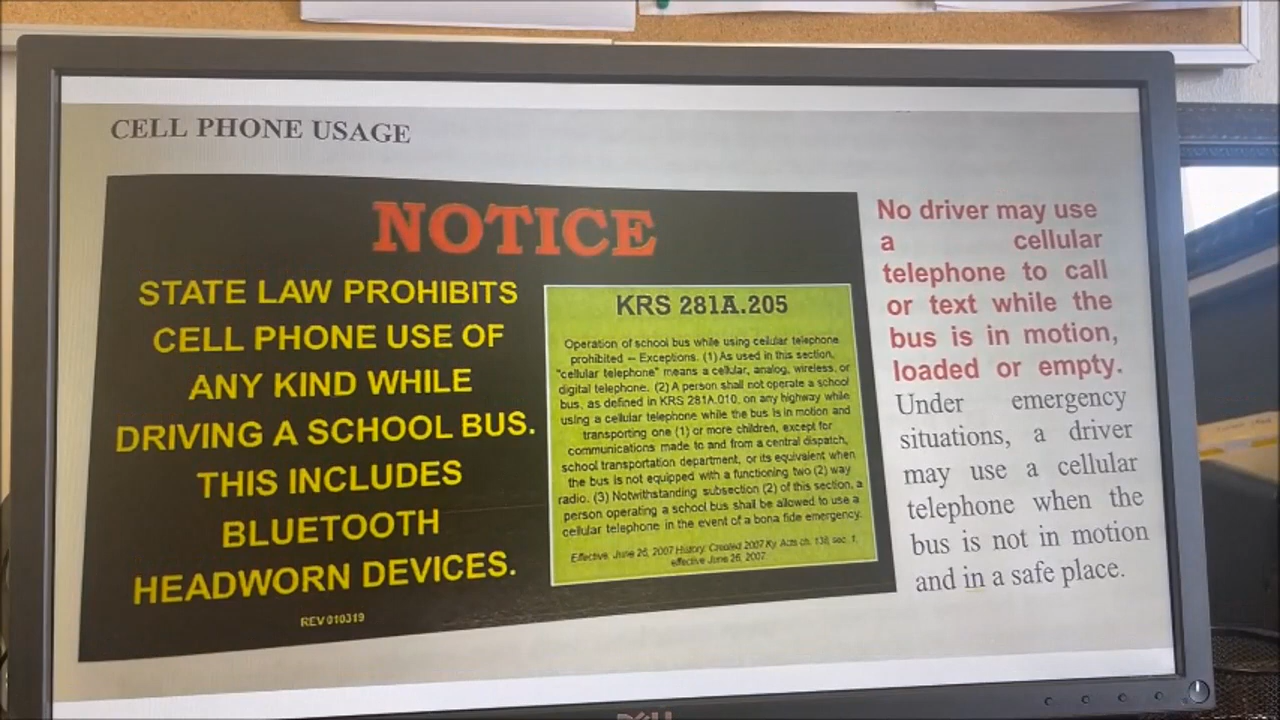 CELL PHONE USAGE
NOTICE
STATE LAW PROHIBITS
CELL PHONE USE OF
ANY KIND WHILE
DRIVING A SCHOOL BUS.
THIS INCLUDES
BLUETOOTH
HEADWORN DEVICES.
REV 010319
KRS 281A.205
Operation of school bus while using cellular telephone
prohibited -- Exceptions. (1) As used in this section,
"cellular telephone" means a cellular, analog, wireless, or
digital telephone. (2) A person shall not operate a school
bus, as defined in KRS 281A.010, on any highway while
using a cellular telephone while the bus is in motion and
transporting one (1) or more children, except for
communications made to and from a central dispatch,
school transportation department, or its equivalent when
the bus is not equipped with a functioning two (2) way
radio. (3) Notwithstanding subsection (2) of this section, a
person operating a school bus shall be allowed to use a
cellular telephone in the event of a bona fide emergency.
Effective: June 26, 2007 History: Created 2007 Ky. Acts ch. 138, sec. 1,
effective June 26, 2007.
No driver may use
a cellular
telephone to call
or text while the
bus is in motion,
loaded or empty.
Under emergency
situations, a driver
may use a cellular
telephone when the
bus is not in motion
and in a safe place.
DELL